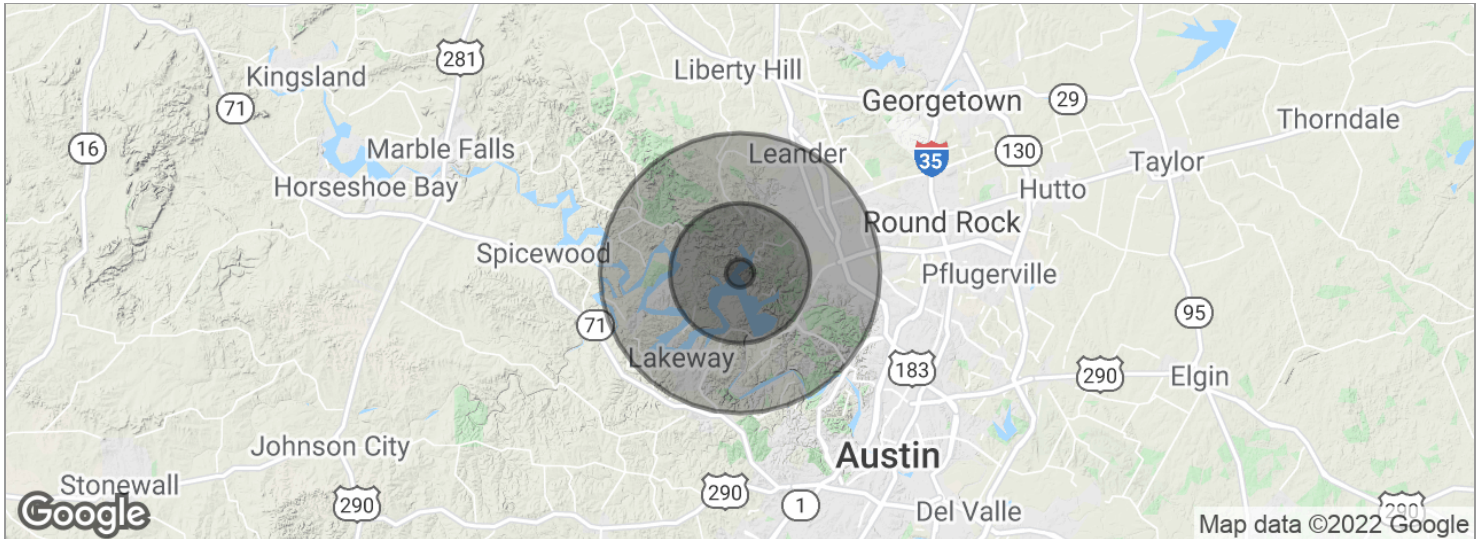 Kingsland
281
Liberty Hill
Georgetown
29
71
Thorndale
16
Marble Falls
Leander
35
130
Taylor
Horseshoe Bay
Hutto
Round Rock
Spicewood
Pflugerville
71
95
Lakeway
183
290
Elgin
Johnson City
Austin
Stonewall
290
290
1
Del Valle
290
Google
Map data ©2022 Google